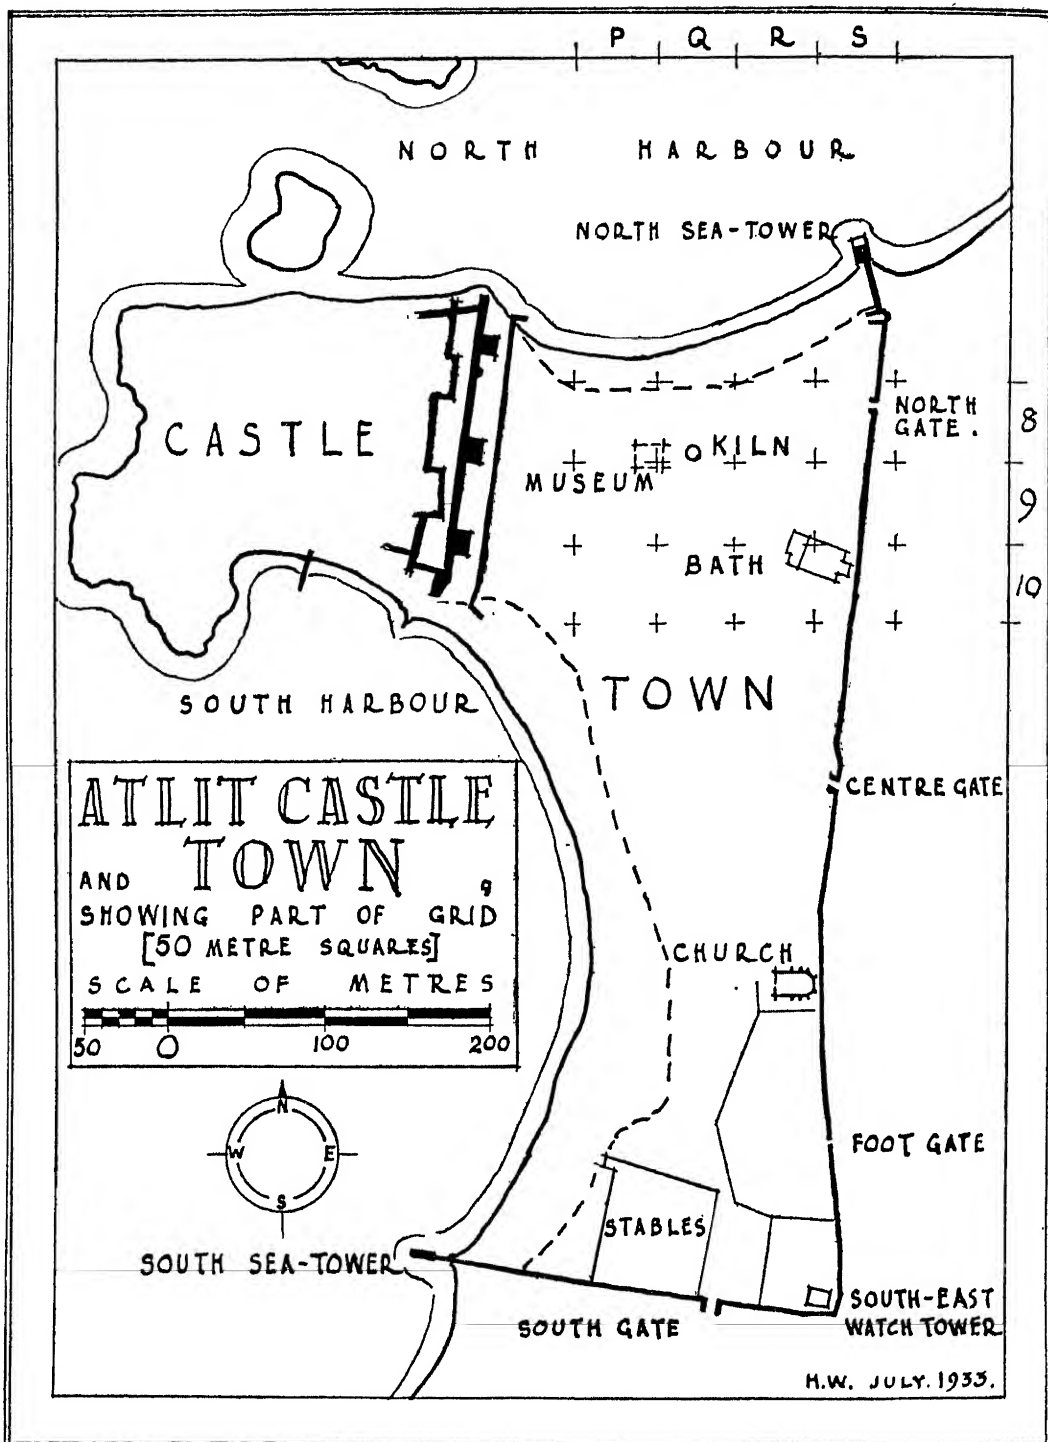 P Q R S
NORTH HARBOUR
NORTH SEA-TOWER
NORTH
GATE.
8
CASTLE
KILN
MUSEUM
9
BATH
10
TOWN
SOUTH HARBOUR
ATLIT CASTLE
AND TOWN,
SHOWING PART OF GRID
[50 METRE SQUARES]
SCALE OF METRES
50 0 100 200
CENTRE GATE
CHURCH
N
W E
S
FOOT GATE
STABLES
SOUTH SEA-TOWER
SOUTH-EAST
WATCH TOWER
SOUTH GATE
H.W. JULY. 1933.